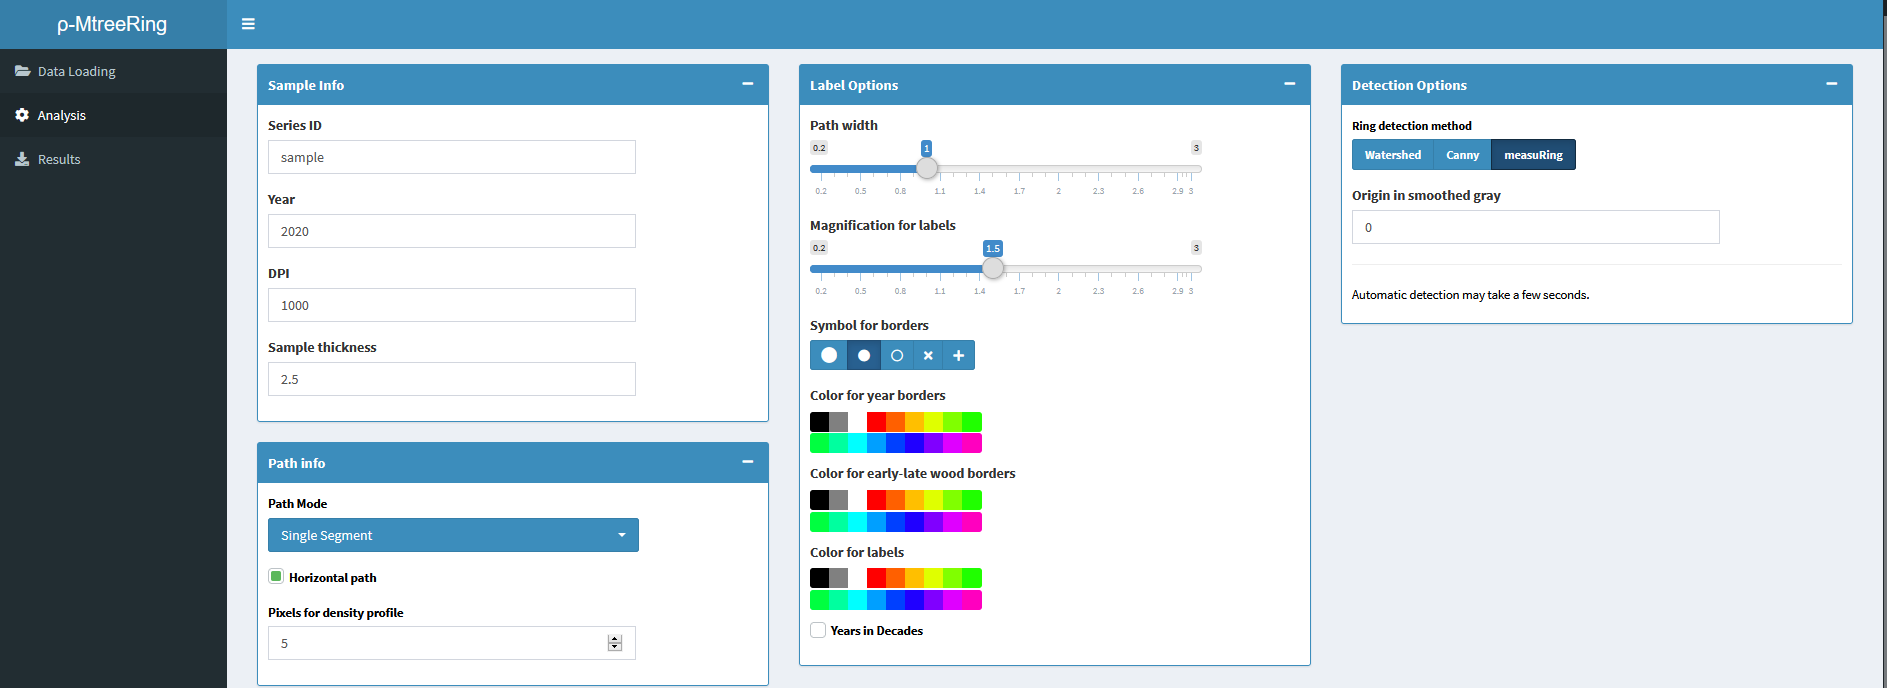 ρ-MtreeRing
Data Loading
Analysis
Results
Sample Info
Series ID
sample
Year
2020
DPI
1000
Sample thickness
2.5
Path info
Path Mode
Single Segment
Horizontal path
Pixels for density profile
5
Label Options
Path width
0.2 1 3
0.2 0.5 0.8 1.1 1.4 1.7 2 2.3 2.6 2.9 3
Magnification for labels
0.2 1.5 3
0.2 0.5 0.8 1.1 1.4 1.7 2 2.3 2.6 2.9 3
Symbol for borders
Color for year borders
Color for early-late wood borders
Color for labels
Years in Decades
Detection Options
Ring detection method
Watershed Canny measuRing
Origin in smoothed gray
0
Automatic detection may take a few seconds.